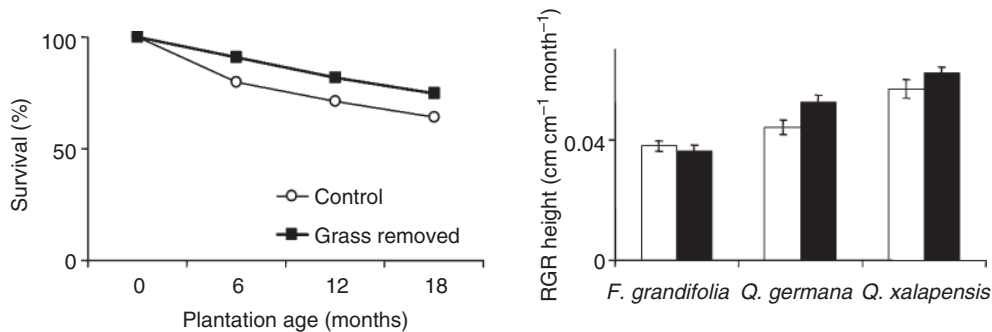 Survival (%)
100
50
0
Control
Grass removed
0 6 12 18
Plantation age (months)
RGR height (cm cm⁻¹ month⁻¹)
0.04
0
F. grandifolia Q. germana Q. xalapensis